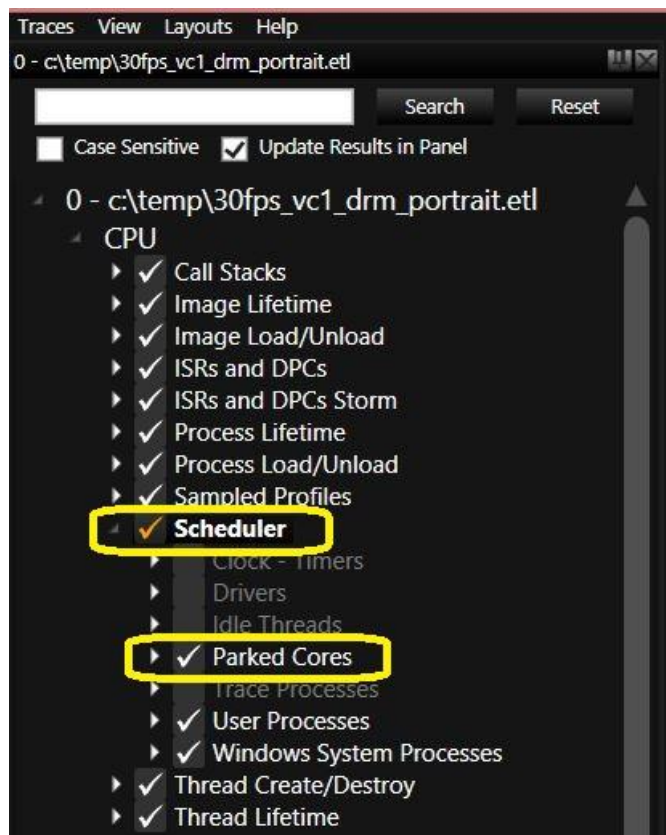 Traces View Layouts Help
0 - c:\temp\30fps_vc1_drm_portrait.etl
Search Reset
Case Sensitive Update Results in Panel
0 - c:\temp\30fps_vc1_drm_portrait.etl
CPU
Call Stacks
Image Lifetime
Image Load/Unload
ISRs and DPCs
ISRs and DPCs Storm
Process Lifetime
Process Load/Unload
Sampled Profiles
Scheduler
Clock - Timers
Drivers
Idle Threads
Parked Cores
Trace Processes
User Processes
Windows System Processes
Thread Create/Destroy
Thread Lifetime